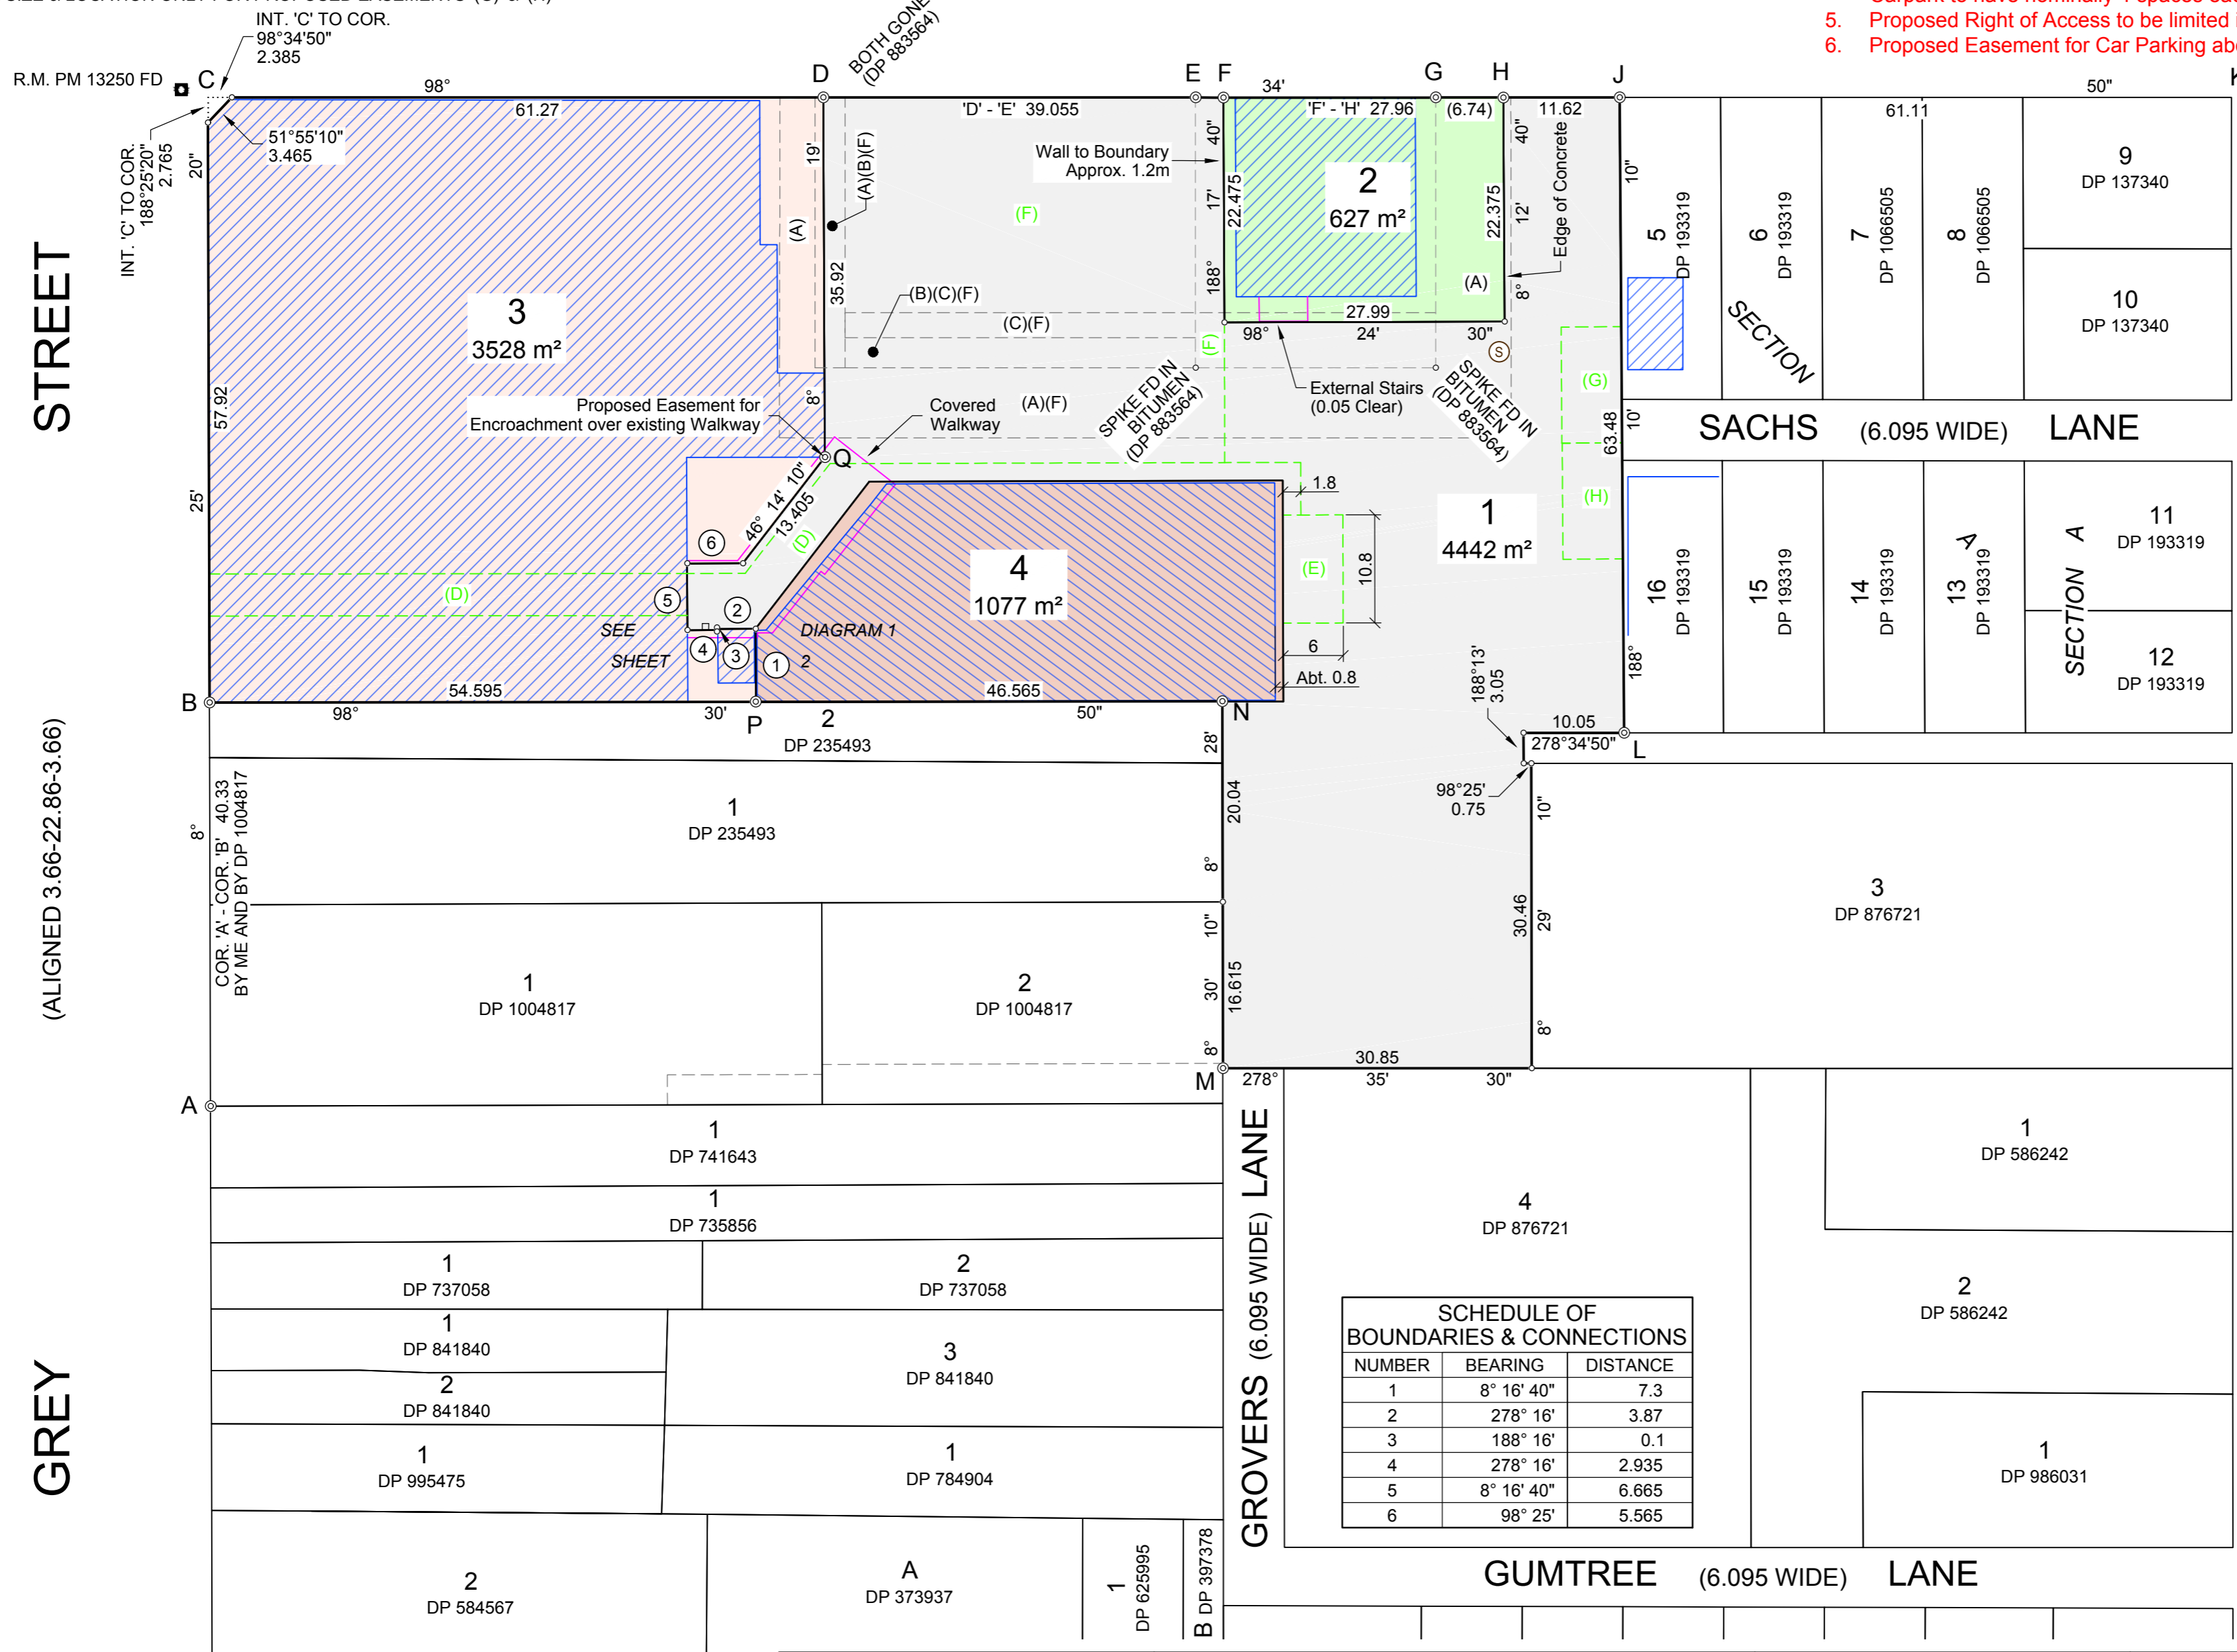 INT. 'C' TO COR.
98°34'50"
2.385
R.M. PM 13250 FD
C
98°
61.27
51°55'10"
3.465
INT. 'C' TO COR.
188°25'20"
2.765
20"
D
BOTH GONE
(DP 883564)
E
F
34'
G
H
J
50"
5. Proposed Right of Access to be limited
6. Proposed Easement for Car Parking
'D' - 'E' 39.055
'F' - 'H' 27.96
(6.74)
11.62
61.11
19'
(A)(B)(F)
(A)
35.92
8°
(F)
Wall to Boundary
Approx. 1.2m
40"
17'
22.475
188°
2
627 m²
22.375
40"
12'
8°
Edge of Concrete
(A)
10"
5
DP 193319
6
DP 193319
7
DP 1066505
8
DP 1066505
9
DP 137340
10
DP 137340
SECTION
STREET
3
3528 m²
57.92
25'
(B)(C)(F)
(C)(F)
27.99
98°
24'
30"
(F)
S
External Stairs
(0.05 Clear)
SPIKE FD IN
BITUMEN
(DP 883564)
SPIKE FD IN
BITUMEN
(DP 883564)
(G)
63.48
10'
SACHS (6.095 WIDE) LANE
Proposed Easement for
Encroachment over existing Walkway
Covered
Walkway
(A)(F)
Q
46° 14' 10"
13.405
(D)
(D)
1.8
1
4442 m²
(H)
(E)
10.8
6
Abt. 0.8
4
1077 m²
6
5
2
4
3
1
SEE DIAGRAM 1
SHEET 2
16
DP 193319
15
DP 193319
14
DP 193319
A
13
DP 193319
SECTION A
11
DP 193319
12
DP 193319
188°
188°13'
3.05
B
54.595
98°
30'
P
46.565
50"
N
10.05
278°34'50"
L
98°25'
0.75
2
DP 235493
28'
20.04
8°
10"
30.46
29'
8°
(ALIGNED 3.66-22.86-3.66)
8°
COR. 'A' - COR. 'B' 40.33
BY ME AND BY DP 1004817
1
DP 235493
3
DP 876721
1
DP 1004817
2
DP 1004817
10"
30'
16.615
8°
30.85
M
278°
35'
30"
A
1
DP 741643
1
DP 735856
1
DP 737058
2
DP 737058
1
DP 841840
2
DP 841840
3
DP 841840
1
DP 995475
1
DP 784904
2
DP 584567
A
DP 373937
1
DP 625995
B DP 397378
GREY
GROVERS (6.095 WIDE) LANE
4
DP 876721
1
DP 586242
2
DP 586242
1
DP 986031
SCHEDULE OF
BOUNDARIES & CONNECTIONS
NUMBER BEARING DISTANCE
1 8° 16' 40" 7.3
2 278° 16' 3.87
3 188° 16' 0.1
4 278° 16' 2.935
5 8° 16' 40" 6.665
6 98° 25' 5.565
GUMTREE (6.095 WIDE) LANE